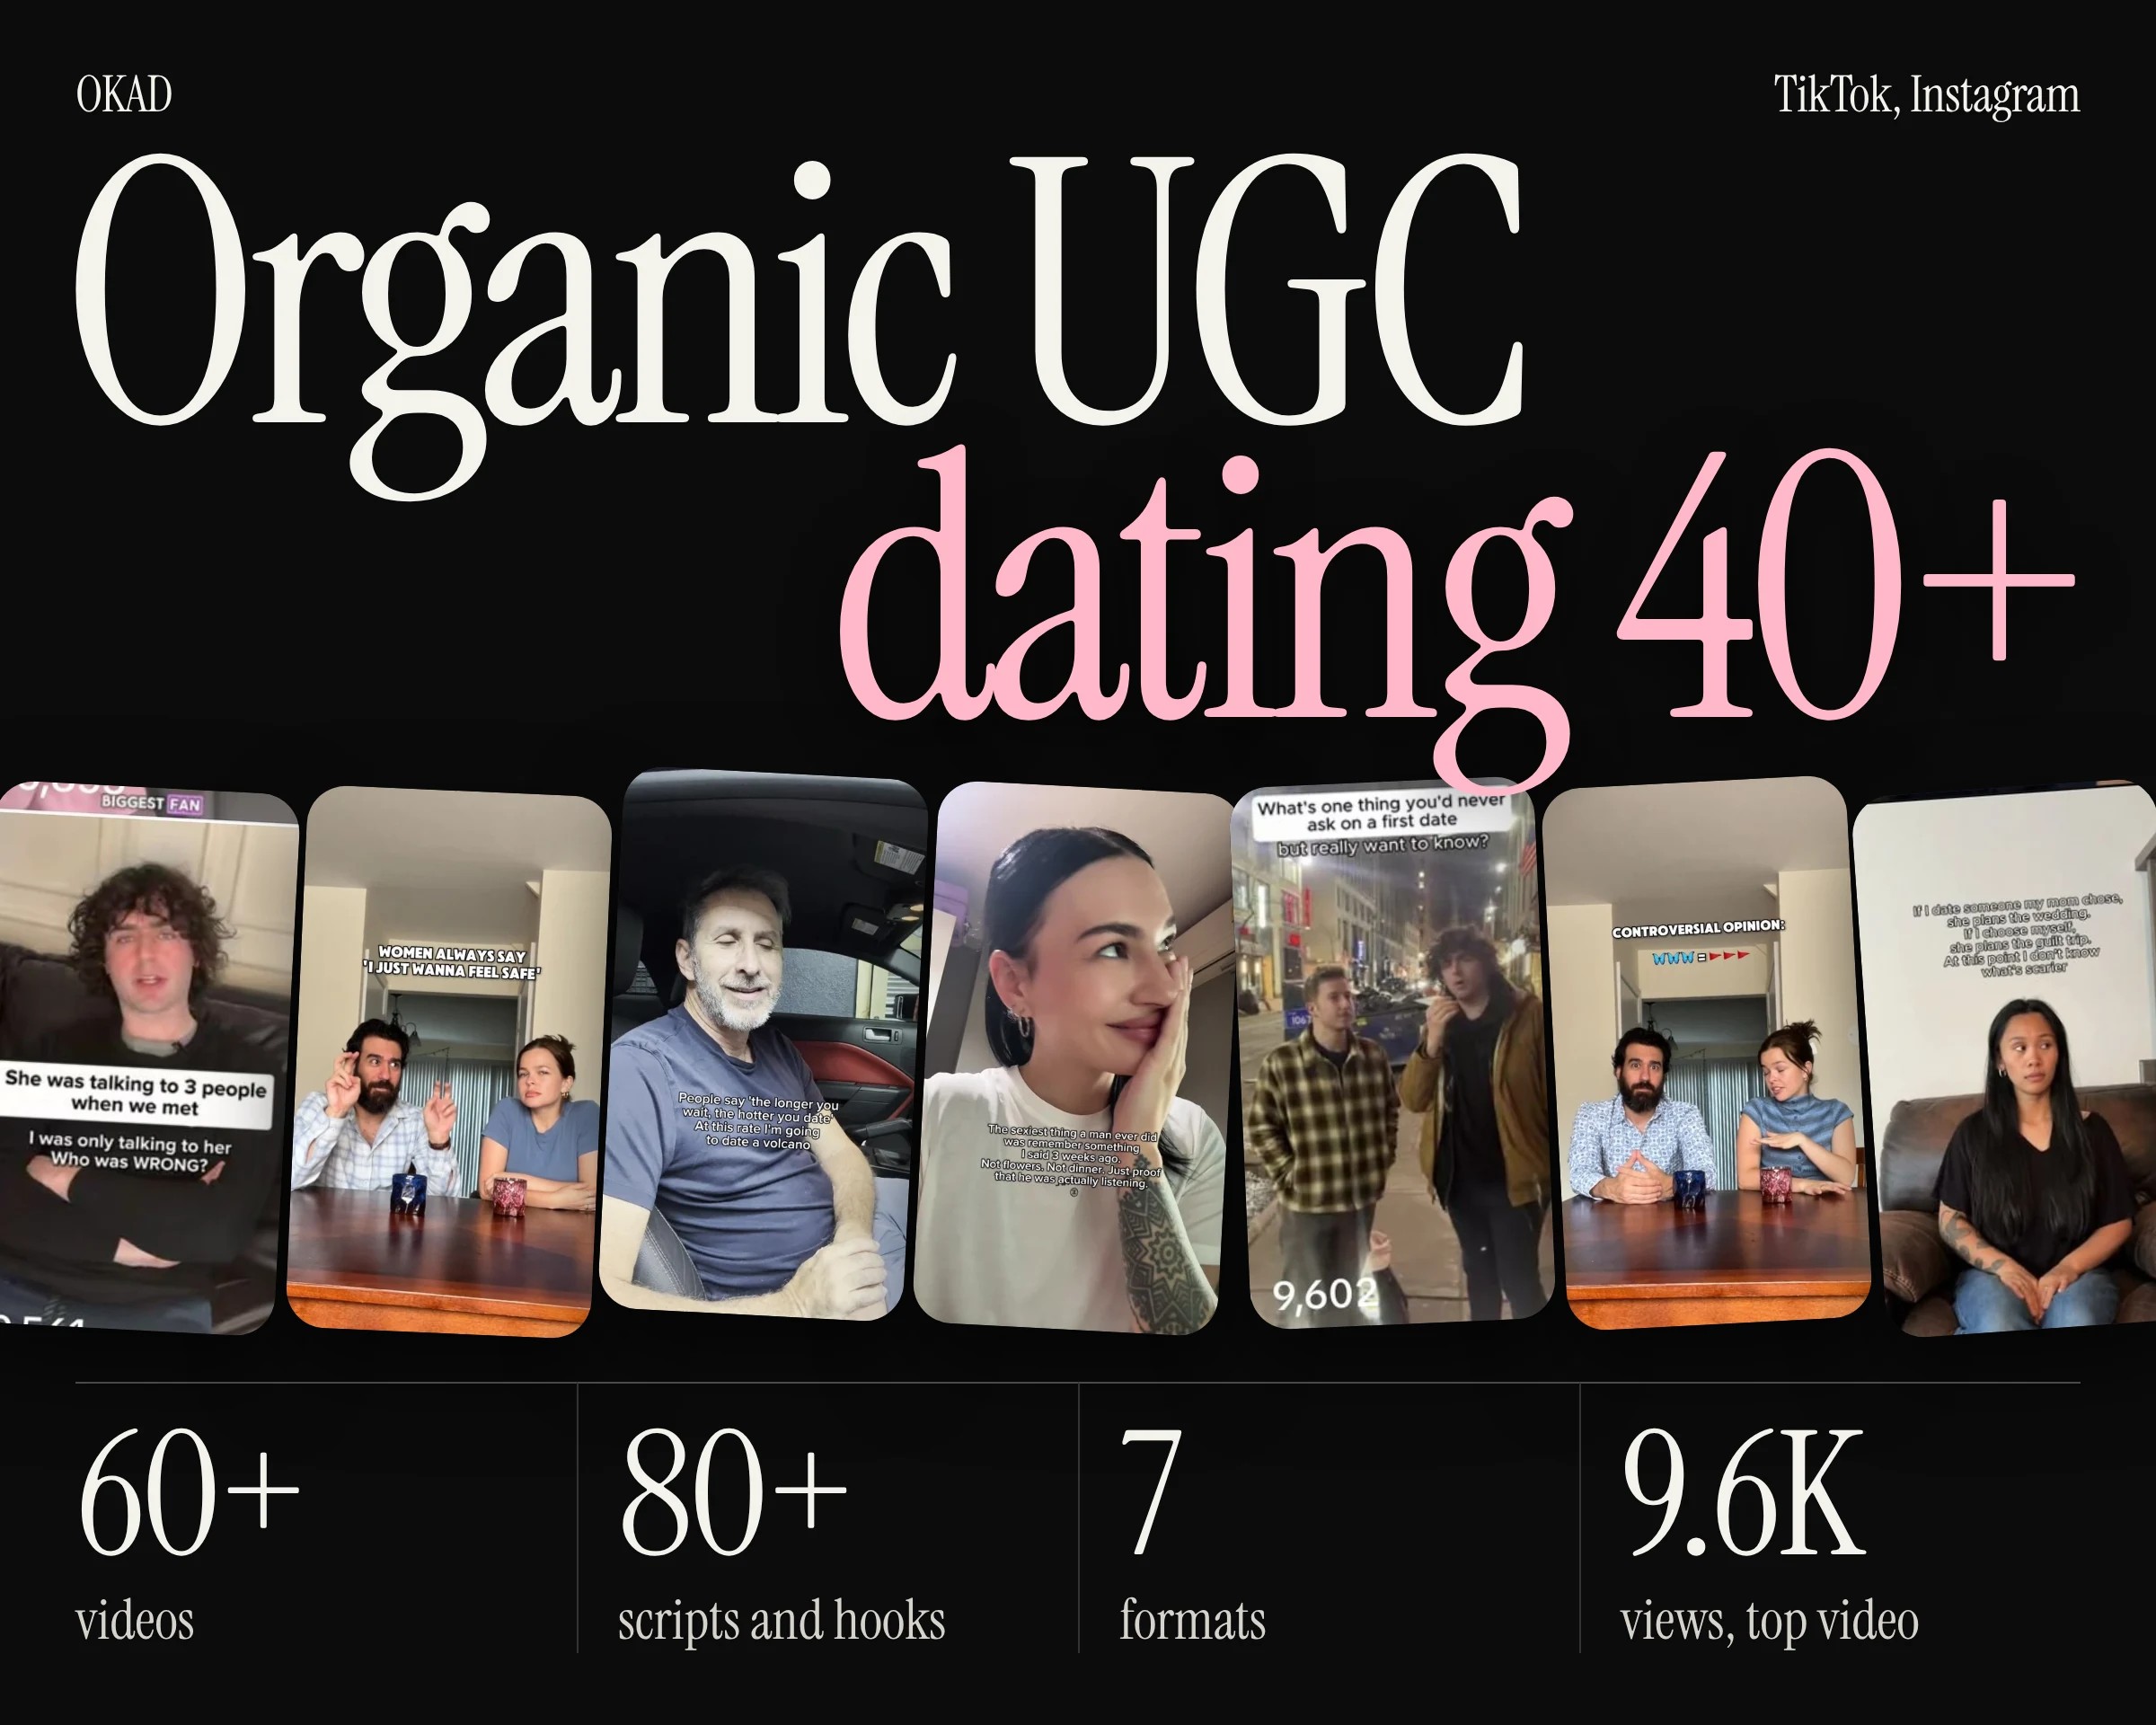 OKAD
TikTok, Instagram
Organic UGC
dating 40+
BIGGEST FAN
She was talking to 3 people
when we met
I was only talking to her
Who was WRONG?
WOMEN ALWAYS SAY
'I JUST WANNA FEEL SAFE'
People say 'the longer you
wait, the hotter you date'
At this rate I'm going
to date a volcano
The sexiest thing a man ever did
was remember something
I said 3 weeks ago.
Not flowers. Not dinner. Just proof
that he was actually listening.
What's one thing you'd never
ask on a first date
but really want to know?
1067
9,602
CONTROVERSIAL OPINION:
=
If I date someone my mom chose,
she plans the wedding.
If I choose myself,
she plans the guilt trip.
At this point I don't know
what's scarier
60+
videos
80+
scripts and hooks
7
formats
9.6K
views, top video